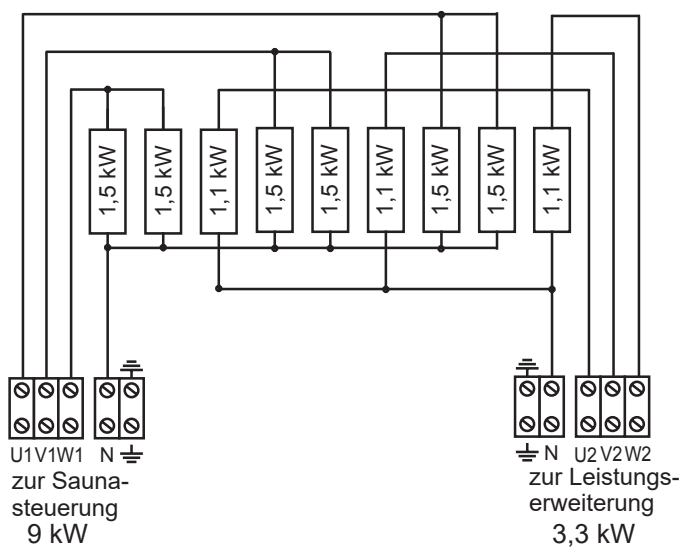 1,5 kW
1,5 kW
1,1 kW
1,5 kW
1,5 kW
1,1 kW
1,5 kW
1,5 kW
1,1 kW
U1 V1 W1 N
zur Sauna-
steuerung
9 kW
N U2 V2 W2
zur Leistungs-
erweiterung
3,3 kW